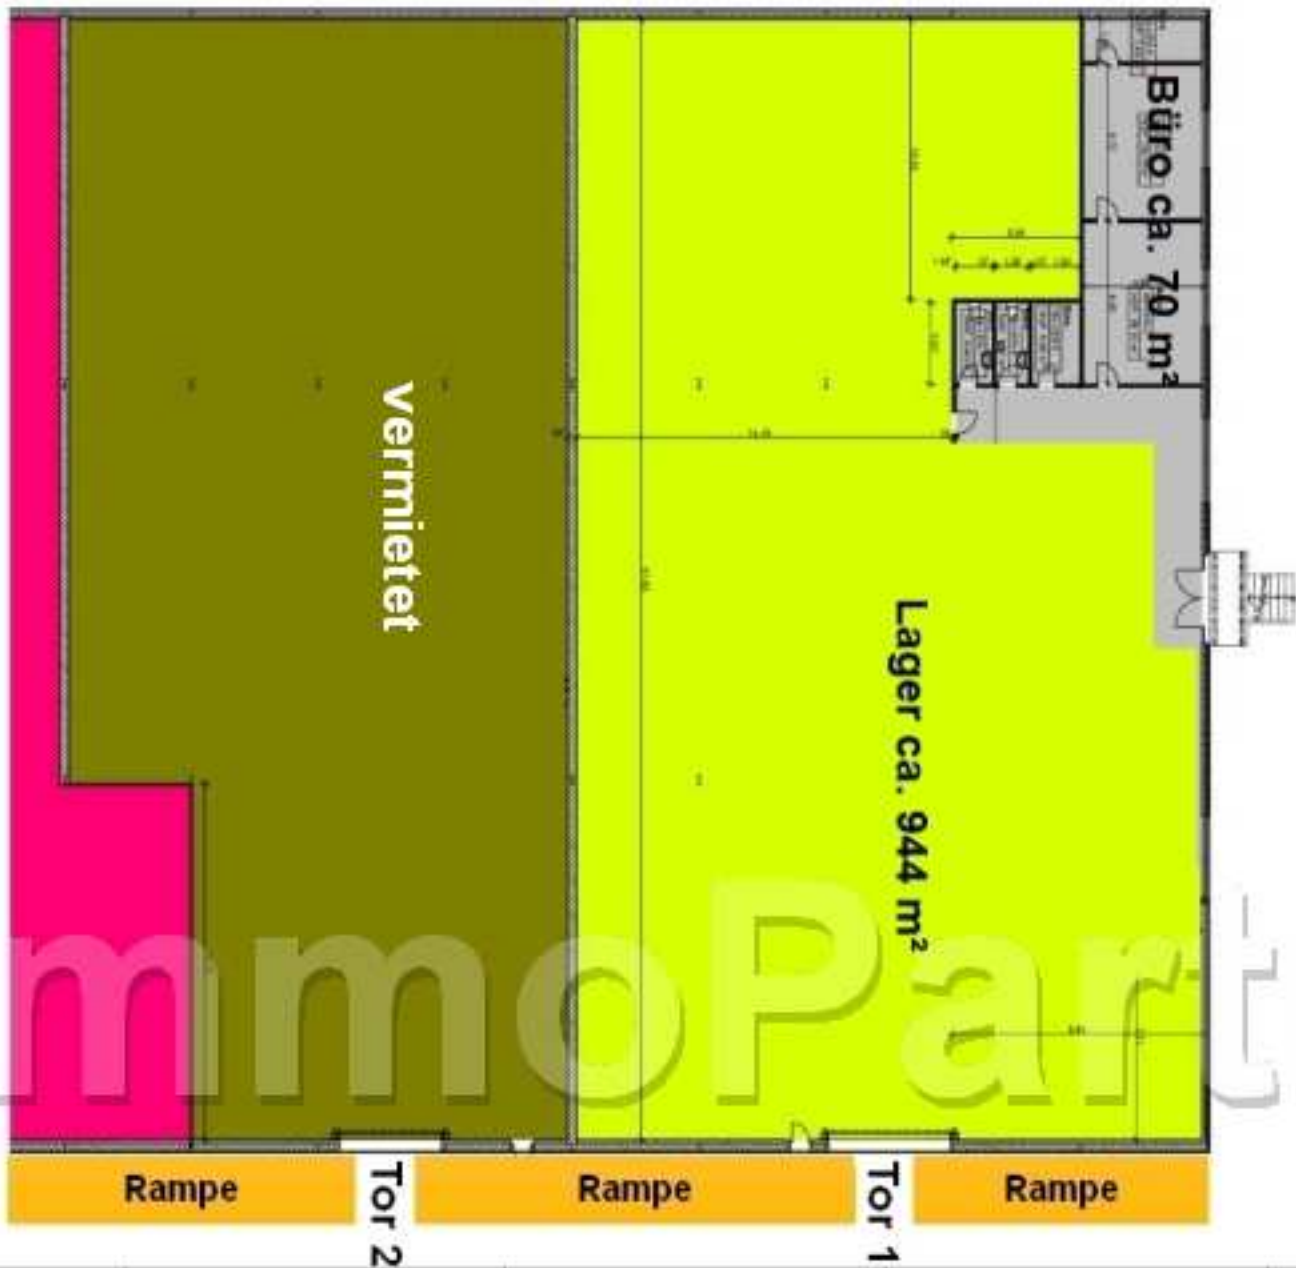 Büro ca. 70 m²
vermietet
Lager ca. 944 m²
mmoPart
Rampe
Tor 2
Rampe
Tor 1
Rampe